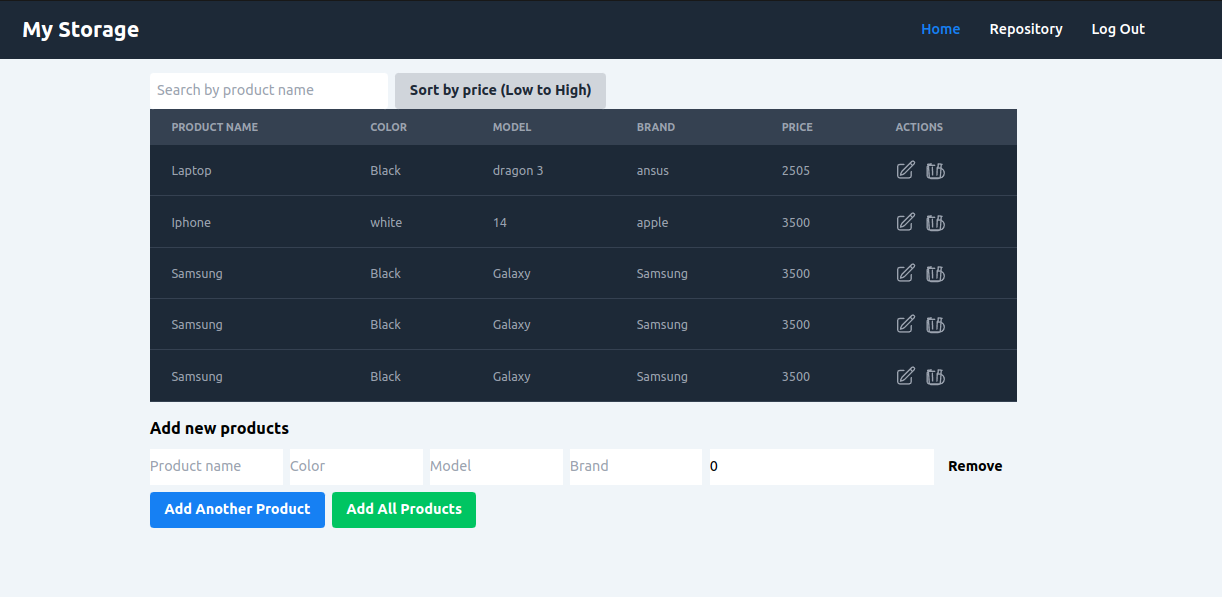 My Storage Home Repository Log Out
Search by product name Sort by price (Low to High)
PRODUCT NAME COLOR MODEL BRAND PRICE ACTIONS
Laptop Black dragon 3 ansus 2505
Iphone white 14 apple 3500
Samsung Black Galaxy Samsung 3500
Samsung Black Galaxy Samsung 3500
Samsung Black Galaxy Samsung 3500
Add new products
Product name Color Model Brand 0 Remove
Add Another Product Add All Products